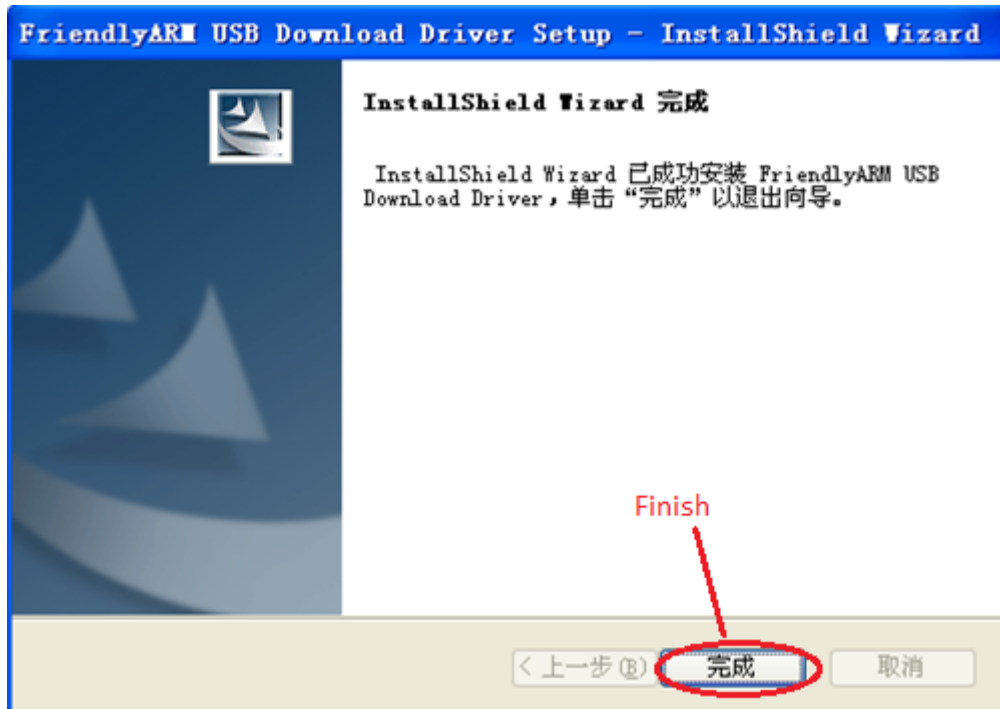 FriendlyARM USB Download Driver Setup - InstallShield Wizard
InstallShield Wizard 完成
InstallShield Wizard 已成功安装 FriendlyARM USB
Download Driver，单击“完成”以退出向导。
Finish
< 上一步(B) 完成 取消